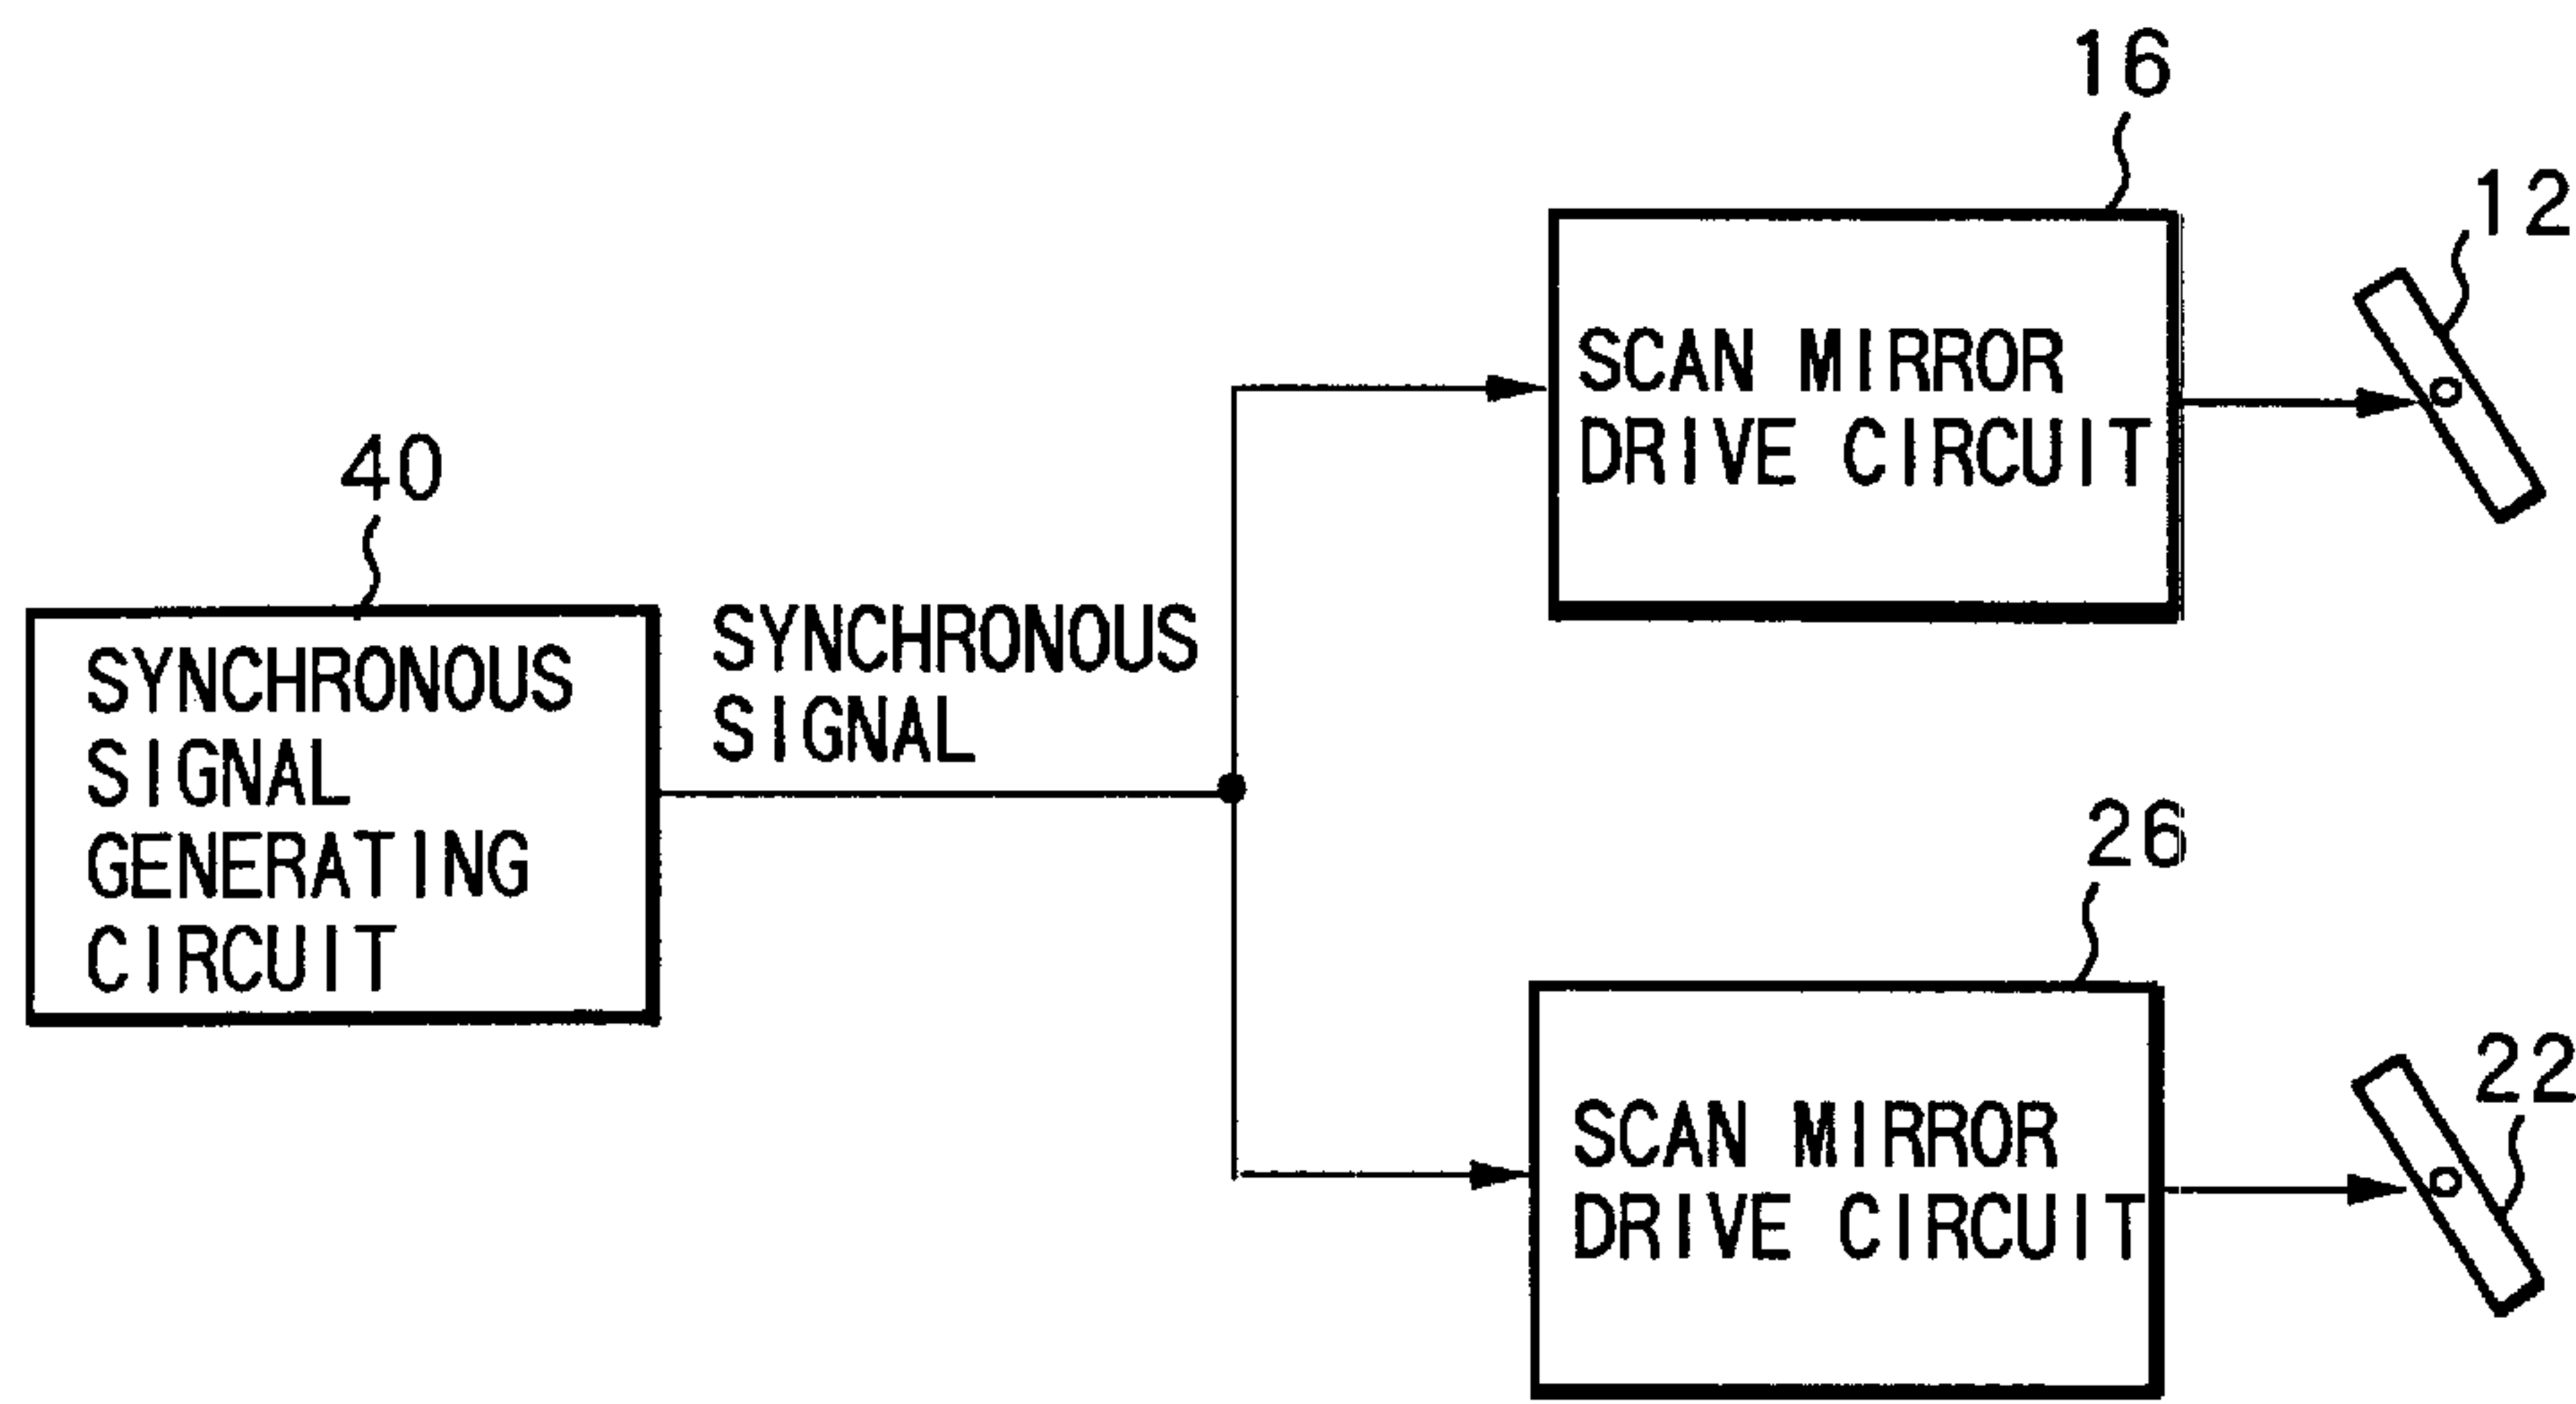 16
12
SCAN MIRROR
DRIVE CIRCUIT
40
SYNCHRONOUS
SIGNAL
GENERATING
CIRCUIT
SYNCHRONOUS
SIGNAL
26
22
SCAN MIRROR
DRIVE CIRCUIT